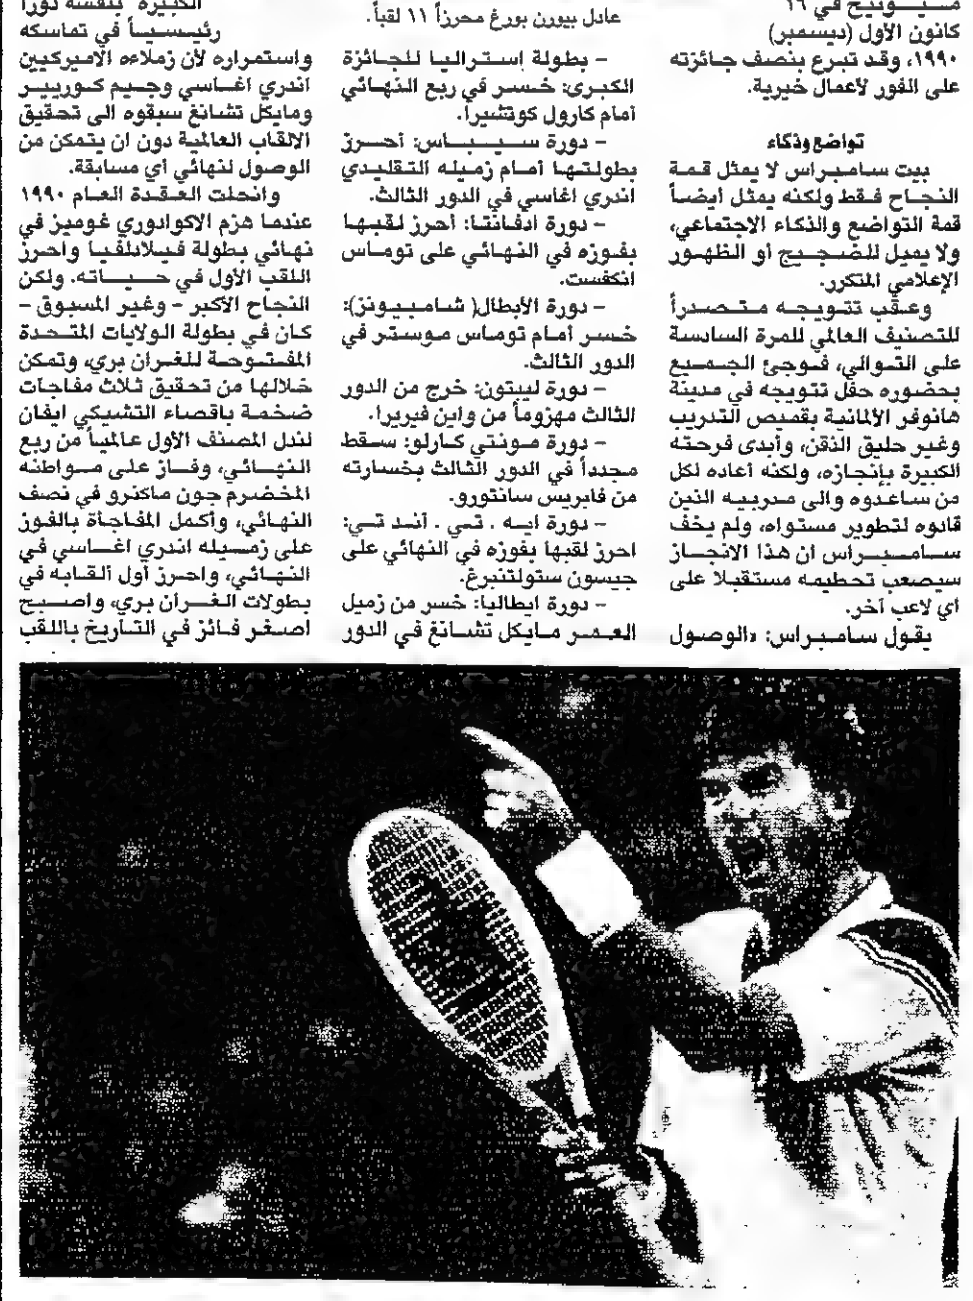 ميونيخ في ١٦
كانون الأول (ديسمبر)
١٩٩٠، وقد تبرع بنصف جائزته
على الفور لأعمال خيرية.
تواضع وذكاء
بيت سامبراس لا يمثل قمة
النجاح فقط ولكنه يمثل أيضاً
قمة التواضع والذكاء الاجتماعي،
ولا يميل للضجيج أو الظهور
الإعلامي المتكرر.
وعقب تتويجه متصدراً
للتصنيف العالمي للمرة السادسة
على التوالي، فوجئ الجميع
بحضوره حفل تتويجه في مدينة
هانوفر الألمانية بقميص التدريب
وغير حليق الذقن، وأبدى فرحته
الكبيرة بإنجازه، ولكنه أعاده لكل
من ساعدوه والى مدربيه الذين
قادوه لتطوير مستواه، ولم يخف
سامبراس ان هذا الانجاز
سيصعب تحطيمه مستقبلاً على
أي لاعب آخر.
يقول سامبراس: «الوصول
عادل بيورن بورغ محرزاً ١١ لقباً.
– بطولة إستراليا للجائزة
الكبرى: خسر في ربع النهائي
أمام كارول كوتشيرا.
– دورة سيباس: أحرز
بطولتها أمام زميله التقليدي
اندري اغاسي في الدور الثالث.
– دورة ادفانتا: أحرز لقبها
بفوزه في النهائي على توماس
انكفست.
– دورة الأبطال( شامبيونز):
خسر أمام توماس موستر في
الدور الثالث.
– دورة ليبتون: خرج من الدور
الثالث مهزوماً من واين فيريرا.
– دورة مونتي كارلو: سقط
مجدداً في الدور الثالث بخسارته
من فابريس سانتورو.
– دورة ايه . تي . آند تي:
احرز لقبها بفوزه في النهائي على
جيسون ستولتنبرغ.
– دورة ايطاليا: خسر من زميل
العمر مايكل تشانغ في الدور
الكبيرة بنفسه دوراً
رئيسياً في تماسكه
واستمراره لأن زملاءه الاميركيين
اندري اغاسي وجيم كوريير
ومايكل تشانغ سبقوه الى تحقيق
الالقاب العالمية دون ان يتمكن من
الوصول لنهائي أي مسابقة.
وانحلت العقدة العام ١٩٩٠
عندما هزم الاكوادوري غوميز في
نهائي بطولة فيلادلفيا واحرز
اللقب الأول في حياته. ولكن
النجاح الأكبر – وغير المسبوق –
كان في بطولة الولايات المتحدة
المفتوحة للغران بري، وتمكن
خلالها من تحقيق ثلاث مفاجات
ضخمة باقصاء التشيكي ايفان
لندل المصنف الأول عالمياً من ربع
النهائي، وفاز على مواطنه
المخضرم جون ماكنرو في نصف
النهائي، وأكمل المفاجأة بالفوز
على زميله اندري اغاسي في
النهائي، واحرز أول ألقابه في
بطولات الغران بري، واصبح
اصغر فائز في التاريخ باللقب